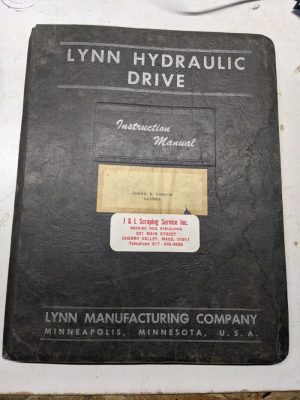 LYNN HYDRAULIC
DRIVE
Instruction
Manual
J & L Scraping Service Inc.
MACHINE TOOL REBUILDING
321 MAIN STREET
CHERRY VALLEY, MASS. 01611
LYNN MANUFACTURING COMPANY
MINNEAPOLIS, MINNESOTA, U. S. A.